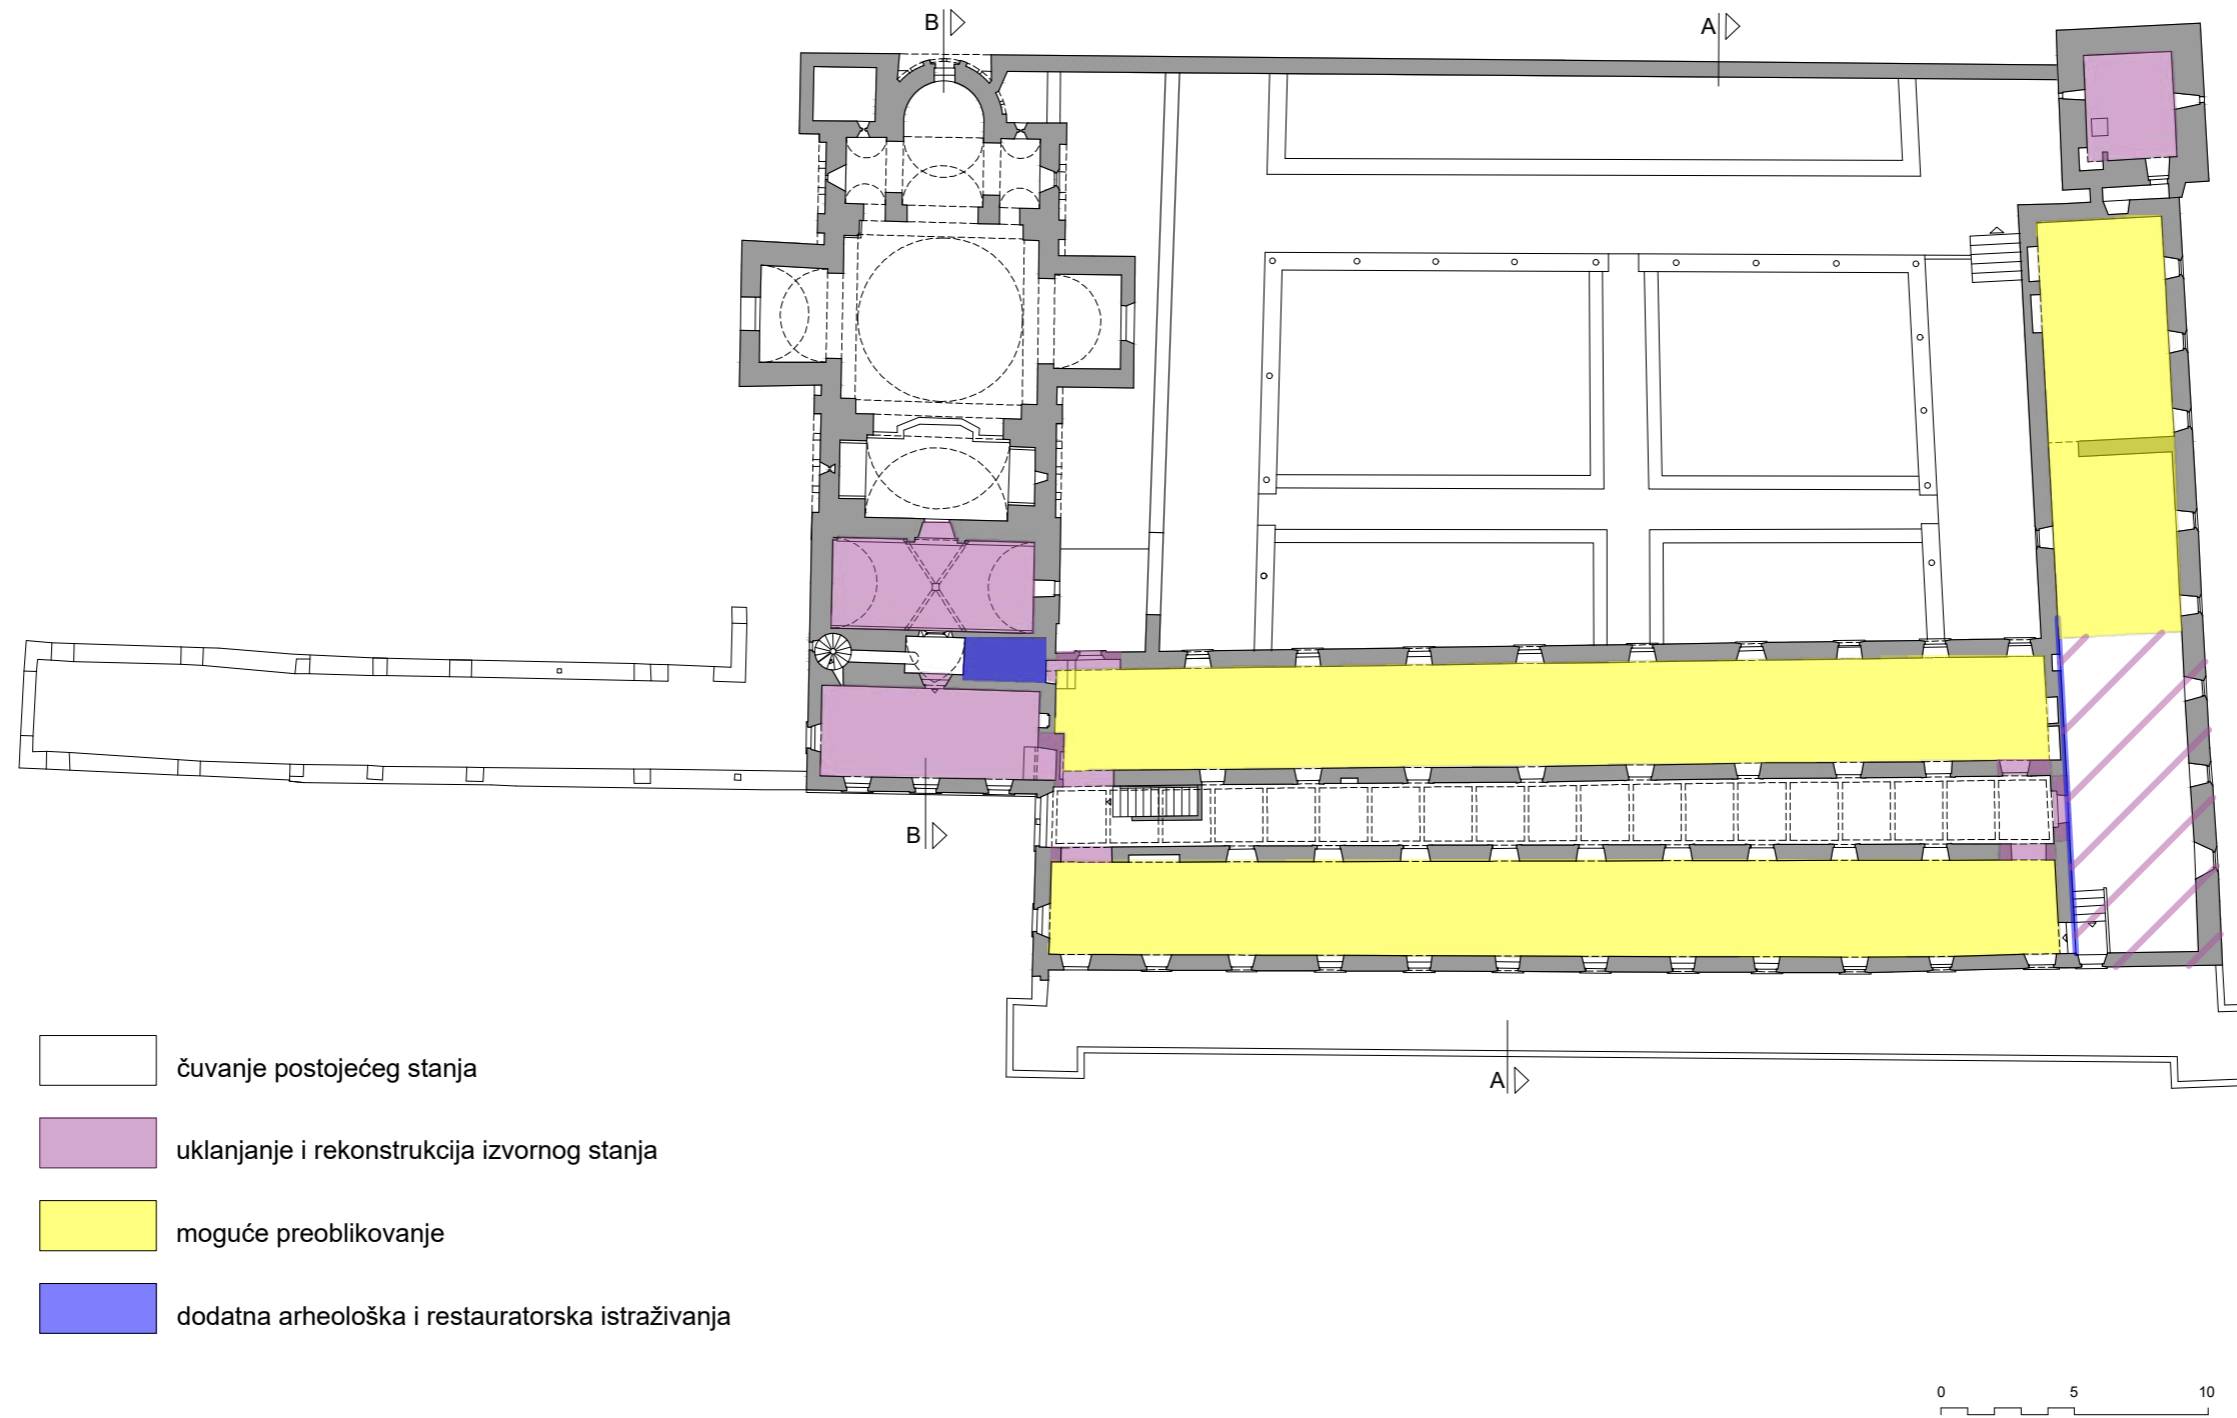 B
A
B
A
čuvanje postojećeg stanja
uklanjanje i rekonstrukcija izvornog stanja
moguće preoblikovanje
dodatna arheološka i restauratorska istraživanja
0 5 10